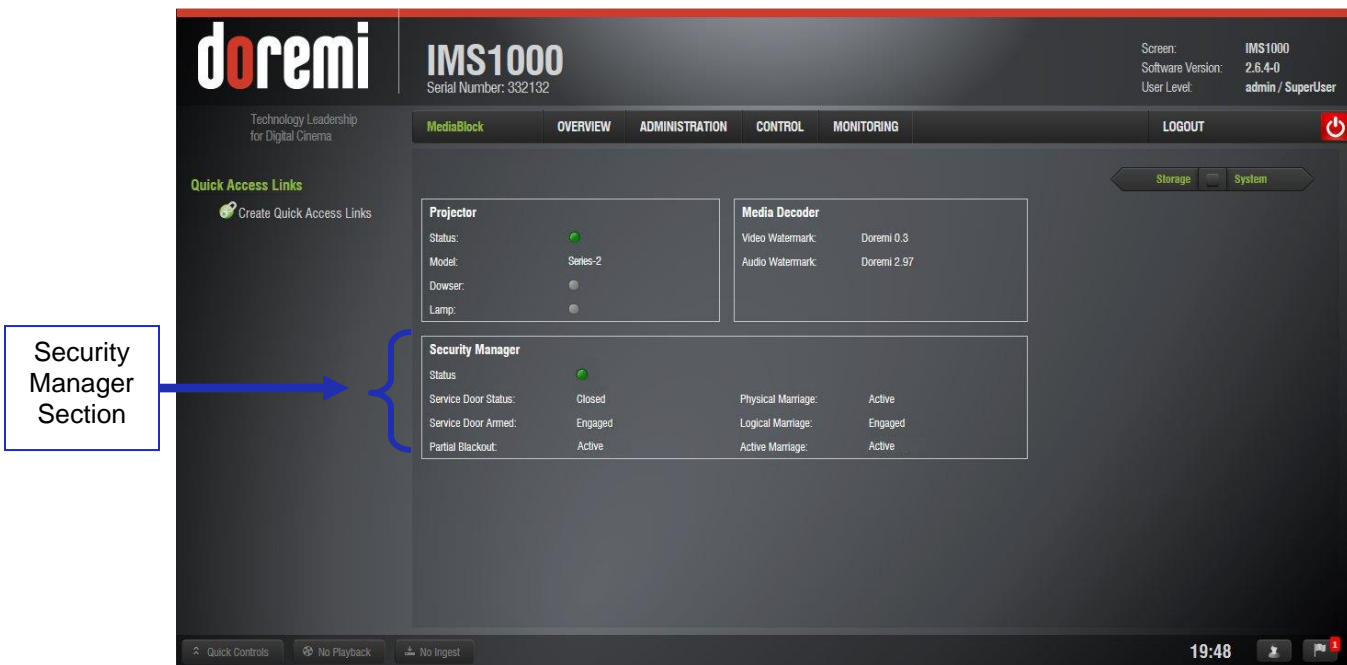 doremi
Technology Leadership
for Digital Cinema
IMS1000
Serial Number: 332132
Screen: IMS1000
Software Version: 2.6.4-0
User Level: admin / SuperUser
MediaBlock OVERVIEW ADMINISTRATION CONTROL MONITORING LOGOUT
Quick Access Links
Create Quick Access Links
Storage System
Projector
Status:
Model: Series-2
Dowser:
Lamp:
Media Decoder
Video Watermark: Doremi 0.3
Audio Watermark: Doremi 2.97
Security
Manager
Section
Security Manager
Status
Service Door Status: Closed Physical Marriage: Active
Service Door Armed: Engaged Logical Marriage: Engaged
Partial Blackout: Active Active Marriage: Active
Quick Controls No Playback No Ingest 19:48 1